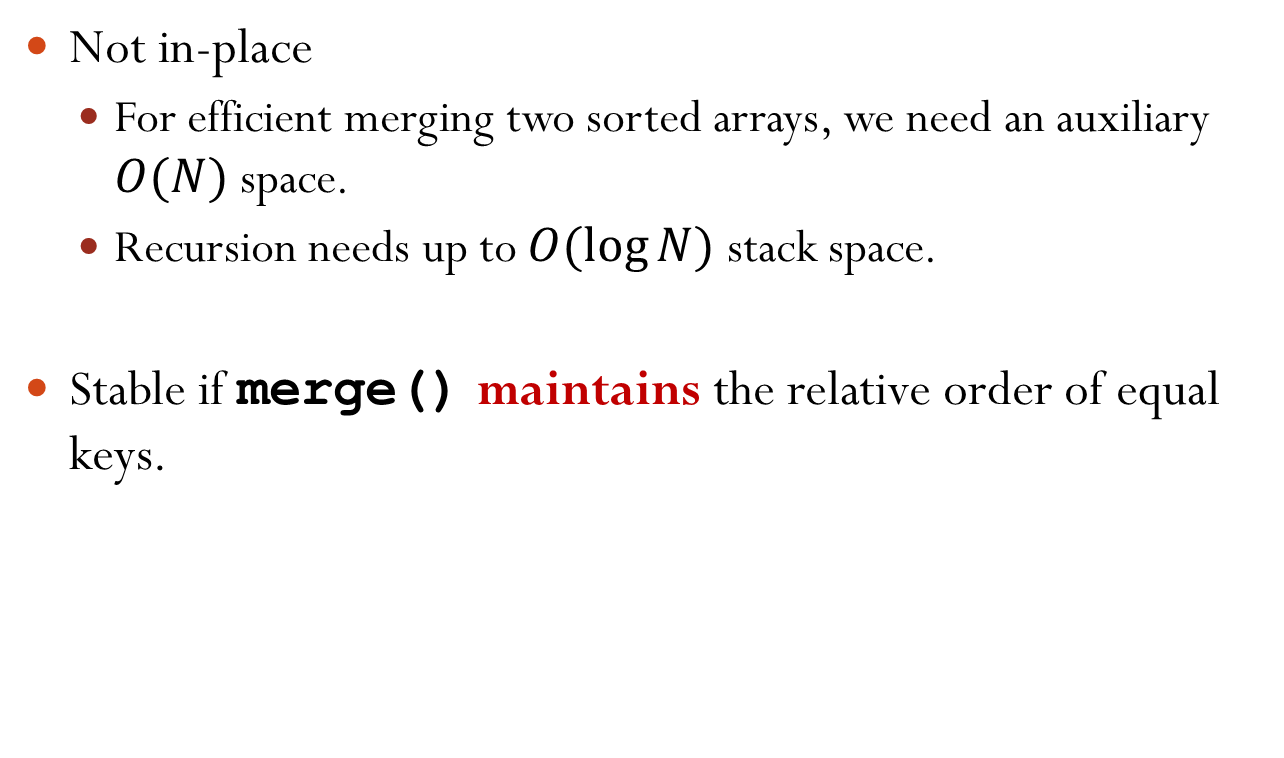 • Not in-place
• For efficient merging two sorted arrays, we need an auxiliary
O(N) space.
• Recursion needs up to O(log N) stack space.
• Stable if merge() maintains the relative order of equal
keys.